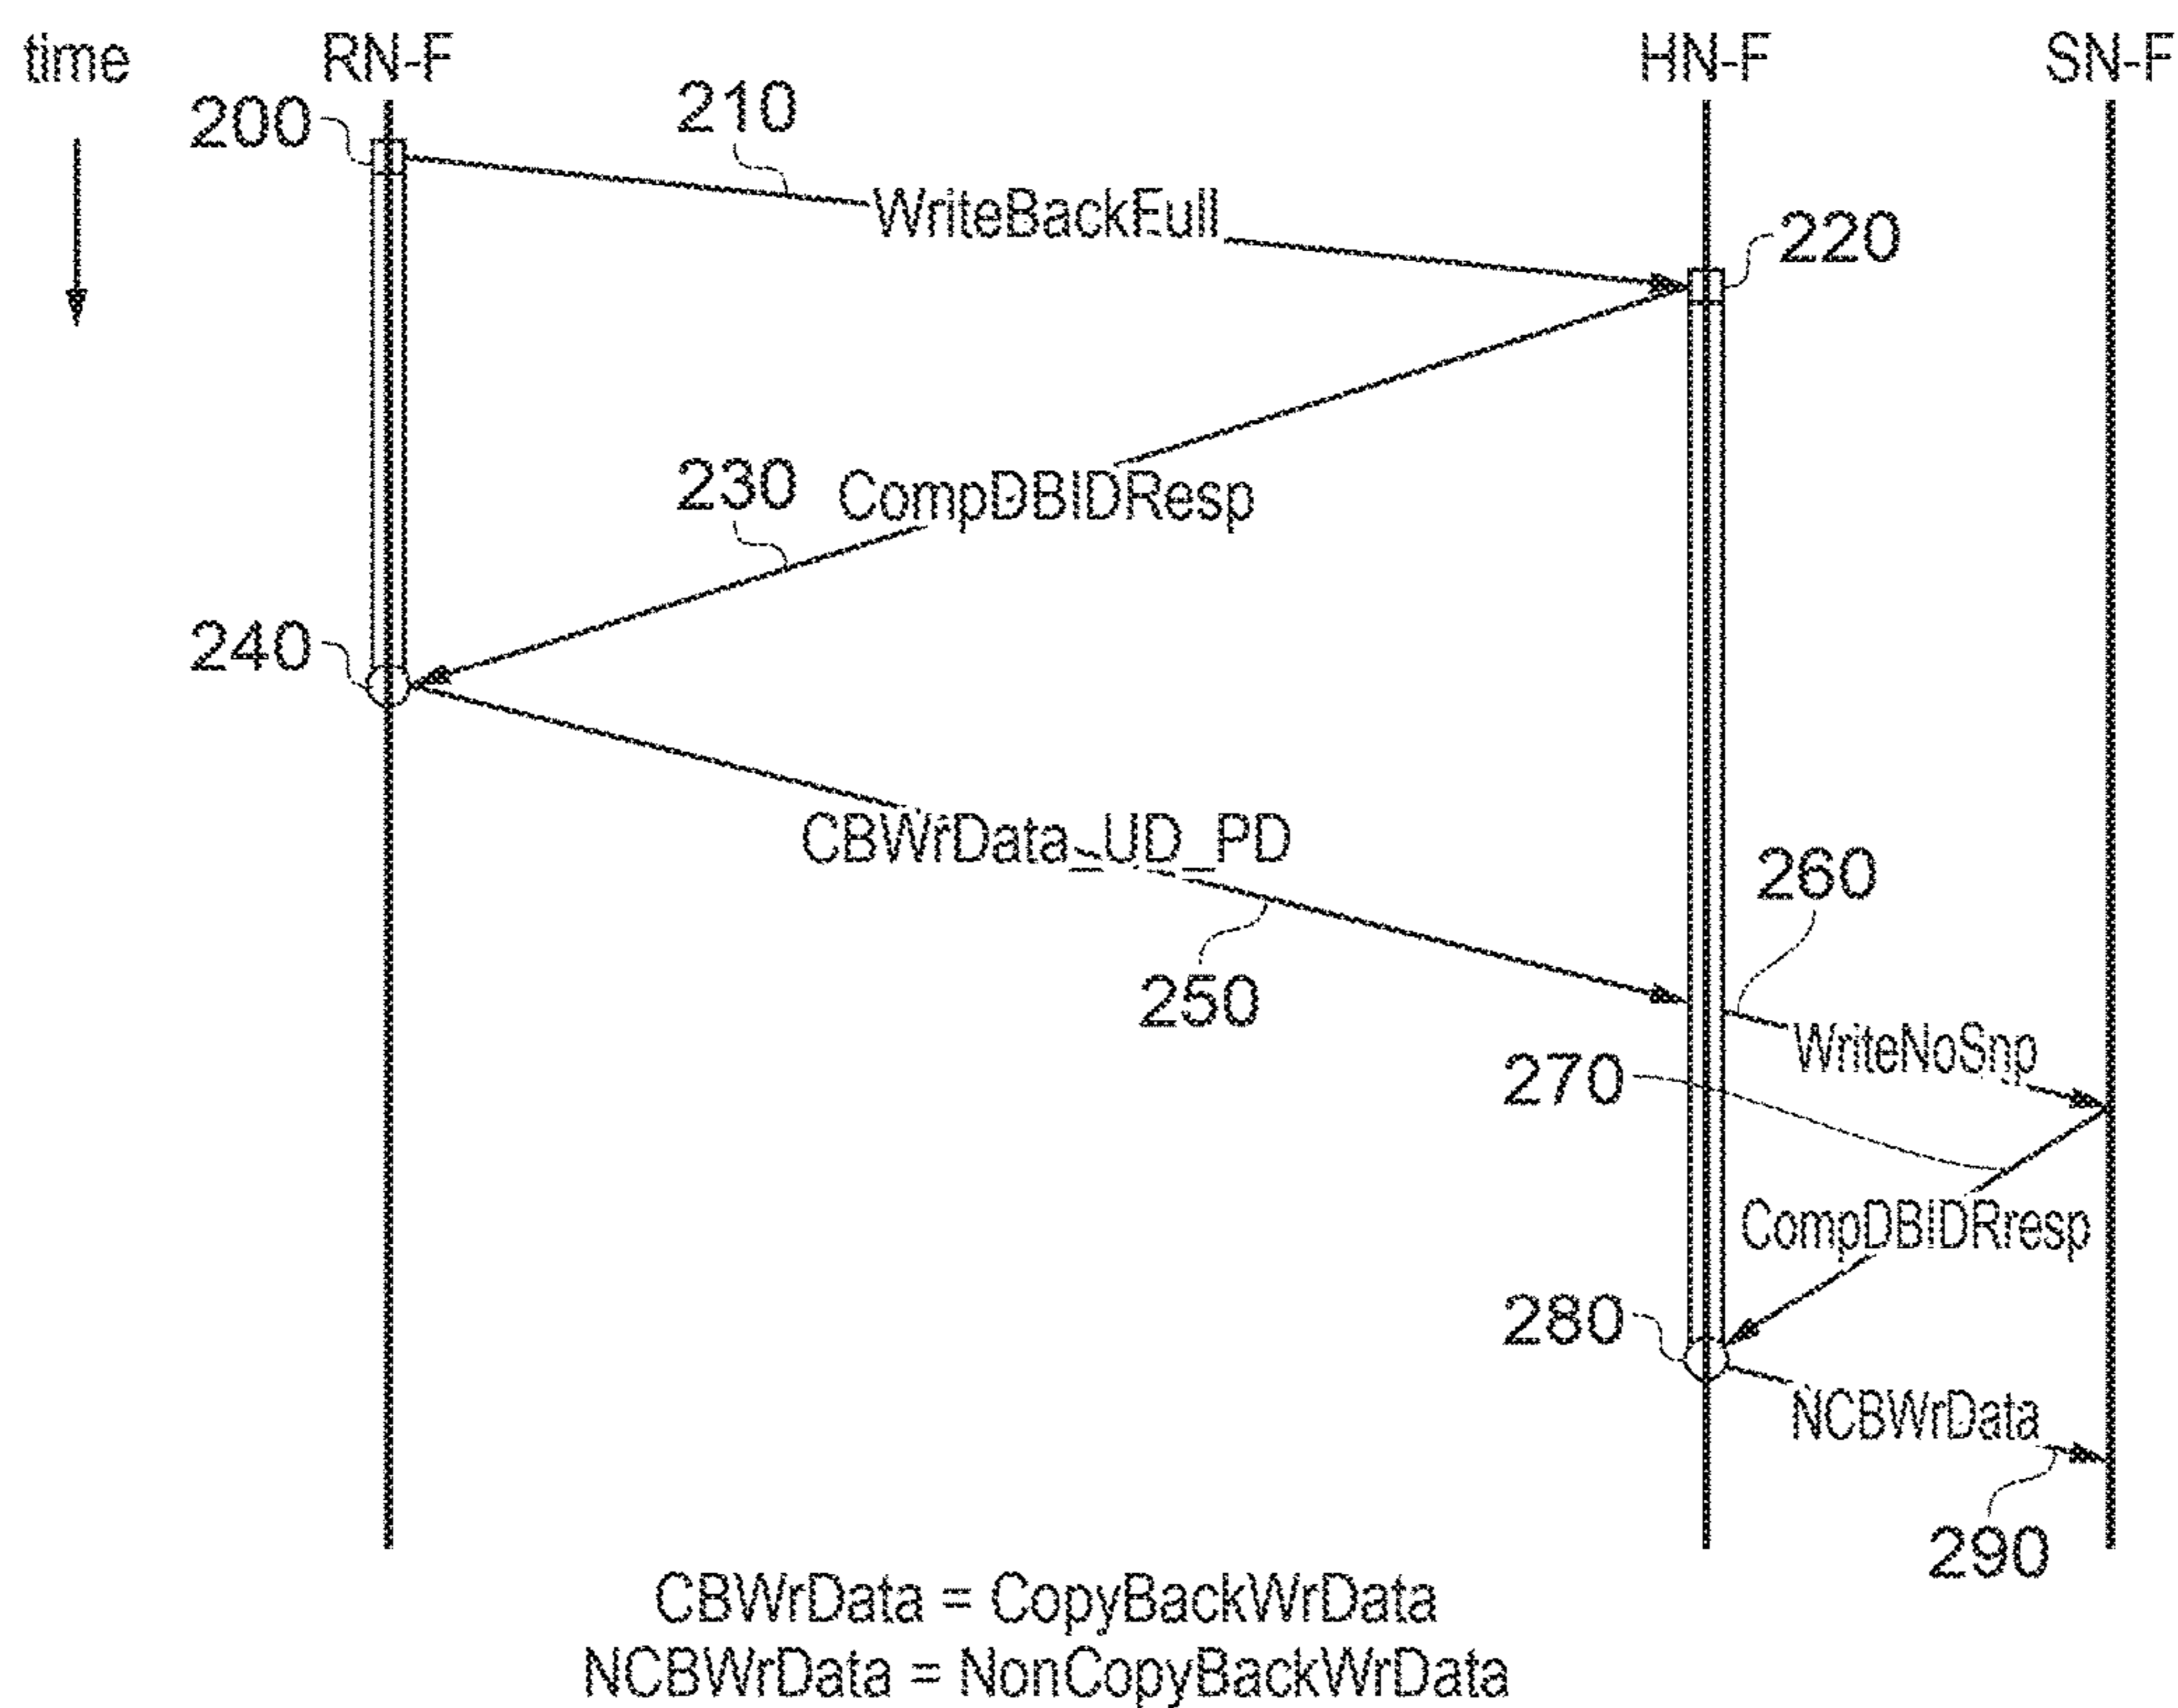 time RN-F HN-F SN-F
200
210
WriteBackFull
220
230
CompDBIDResp
240
CBWrData_UD_PD
250
260
WriteNoSnp
270
CompDBIDRresp
280
NCBWrData
290
CBWrData = CopyBackWrData
NCBWrData = NonCopyBackWrData